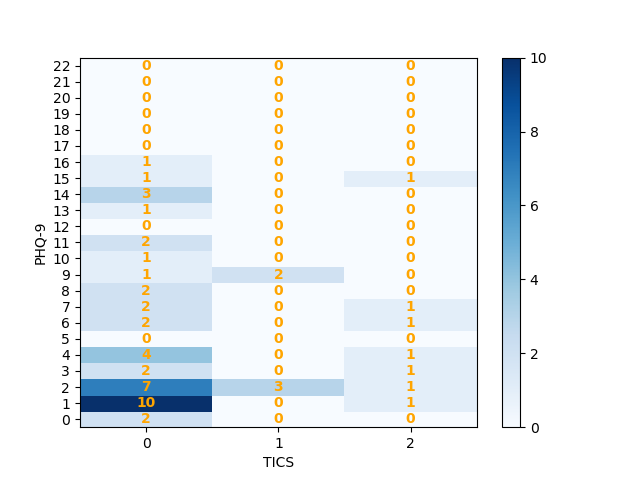 22 0 0 0 10
21 0 0 0
20 0 0 0
19 0 0 0
18 0 0 0 8
17 0 0 0
16 1 0 0
15 1 0 1
14 3 0 0 6
13 1 0 0
12 0 0 0
PHQ-9
11 2 0 0
10 1 0 0 4
9 1 2 0
8 2 0 0
7 2 0 1
6 2 0 1
5 0 0 0 2
4 4 0 1
3 2 0 1
2 7 3 1
1 10 0 1
0 2 0 0 0
0 1 2
TICS